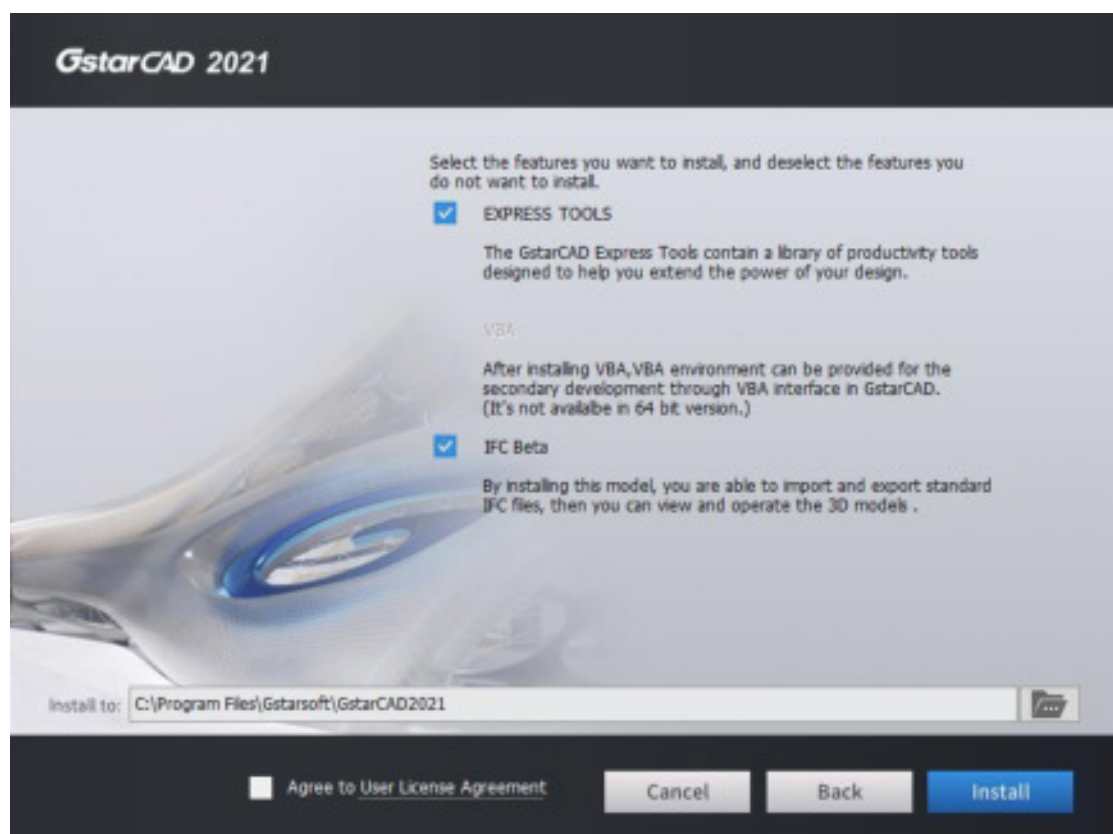 GstarCAD 2021
Select the features you want to install, and deselect the features you
do not want to install.
EXPRESS TOOLS
The GstarCAD Express Tools contain a library of productivity tools
designed to help you extend the power of your design.
VBA
After installing VBA,VBA environment can be provided for the
secondary development through VBA interface in GstarCAD.
(It's not availalbe in 64 bit version.)
IFC Beta
By installing this model, you are able to import and export standard
IFC files, then you can view and operate the 3D models .
Install to: C:\Program Files\Gstarsoft\GstarCAD2021
Agree to User License Agreement Cancel Back Install